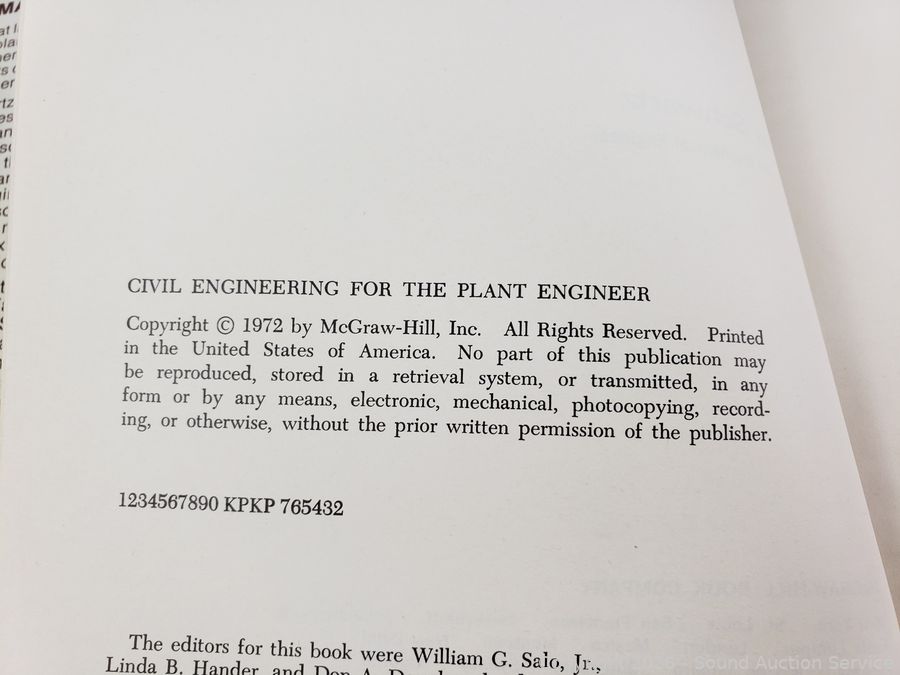 CIVIL ENGINEERING FOR THE PLANT ENGINEER
Copyright © 1972 by McGraw-Hill, Inc. All Rights Reserved. Printed
in the United States of America. No part of this publication may
be reproduced, stored in a retrieval system, or transmitted, in any
form or by any means, electronic, mechanical, photocopying, record-
ing, or otherwise, without the prior written permission of the publisher.
1234567890 KPKP 765432
The editors for this book were William G. Salo, Jr.,
Linda B. Hander, and Don A.
Sound Auction Service